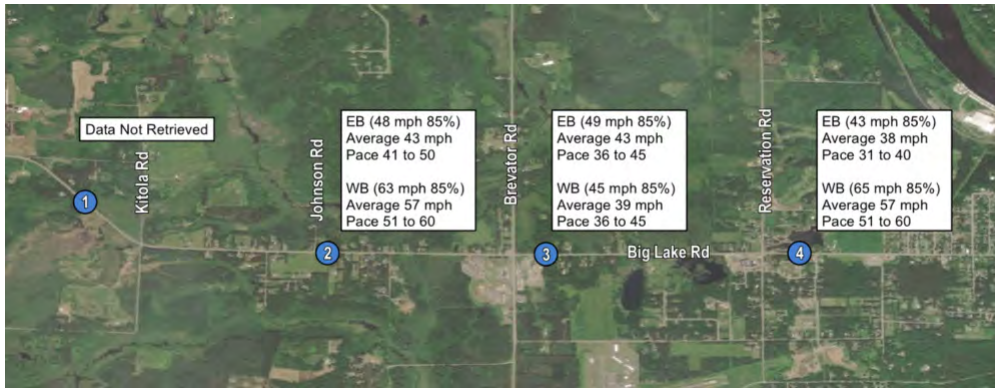 Data Not Retrieved
1
Kitola Rd
Johnson Rd
2
EB (48 mph 85%)
Average 43 mph
Pace 41 to 50
WB (63 mph 85%)
Average 57 mph
Pace 51 to 60
Brevator Rd
3
EB (49 mph 85%)
Average 43 mph
Pace 36 to 45
WB (45 mph 85%)
Average 39 mph
Pace 36 to 45
Big Lake Rd
Reservation Rd
4
EB (43 mph 85%)
Average 38 mph
Pace 31 to 40
WB (65 mph 85%)
Average 57 mph
Pace 51 to 60